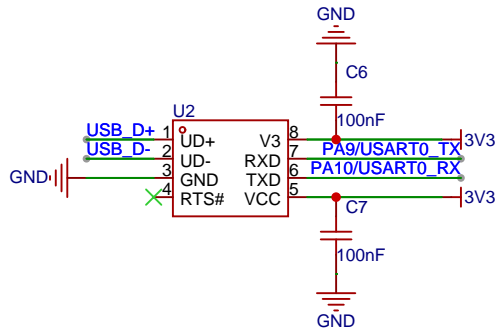 GND
C6
100nF
U2
USB_D+ 1 UD+ V3 8 3V3
USB_D- 2 UD- RXD 7 PA9/USART0_TX
GND 3 GND TXD 6 PA10/USART0_RX
4 RTS# VCC 5 3V3
C7
100nF
GND